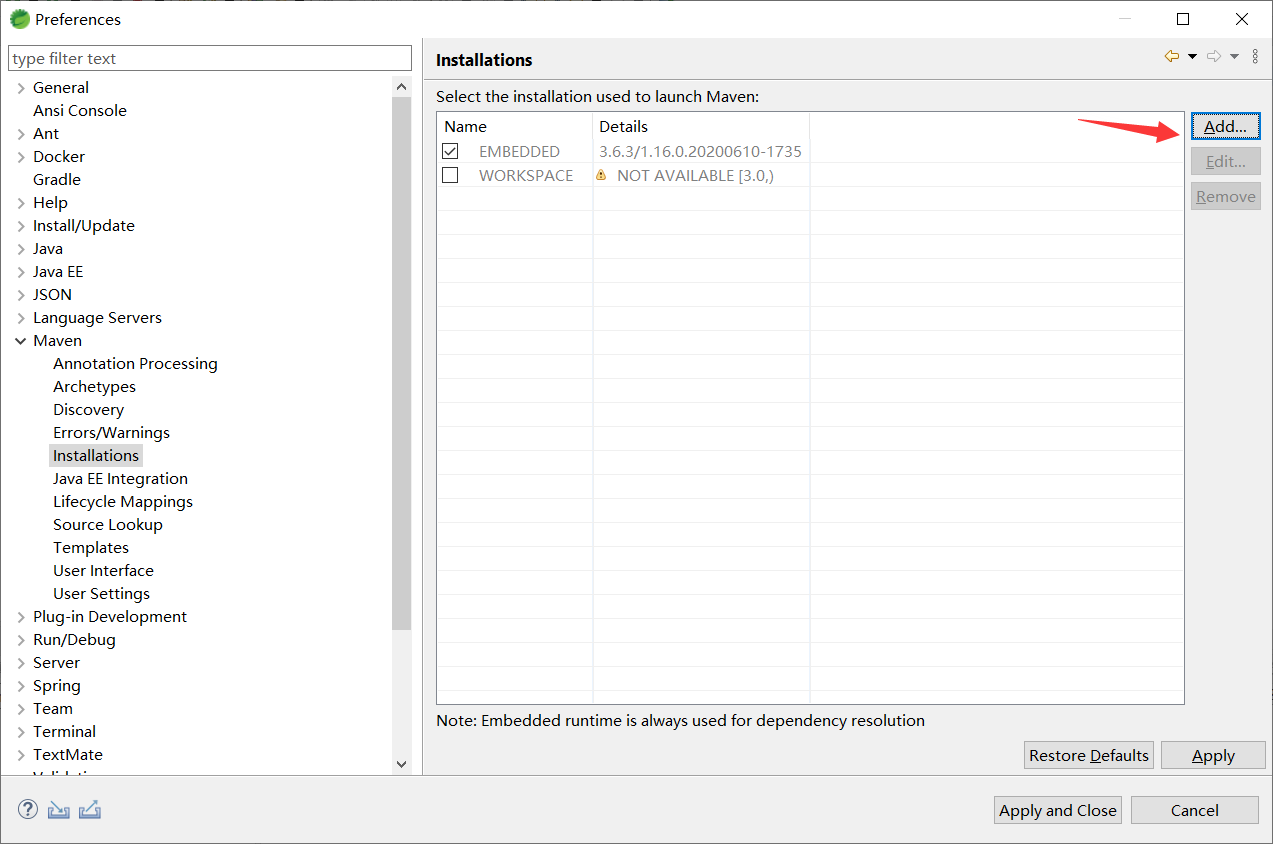 Preferences
type filter text
General
Ansi Console
Ant
Docker
Gradle
Help
Install/Update
Java
Java EE
JSON
Language Servers
Maven
Annotation Processing
Archetypes
Discovery
Errors/Warnings
Installations
Java EE Integration
Lifecycle Mappings
Source Lookup
Templates
User Interface
User Settings
Plug-in Development
Run/Debug
Server
Spring
Team
Terminal
TextMate
Installations
Select the installation used to launch Maven:
Name Details
EMBEDDED 3.6.3/1.16.0.20200610-1735
WORKSPACE NOT AVAILABLE [3.0,)
Add...
Edit...
Remove
Note: Embedded runtime is always used for dependency resolution
Restore Defaults Apply
Apply and Close Cancel